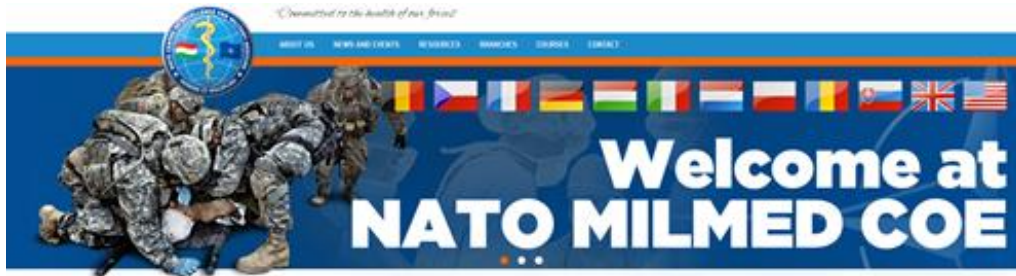 Committed to the health of our forces!
ABOUT US NEWS AND EVENTS RESOURCES BRANCHES COURSES CONTACT
Welcome at
NATO MILMED COE